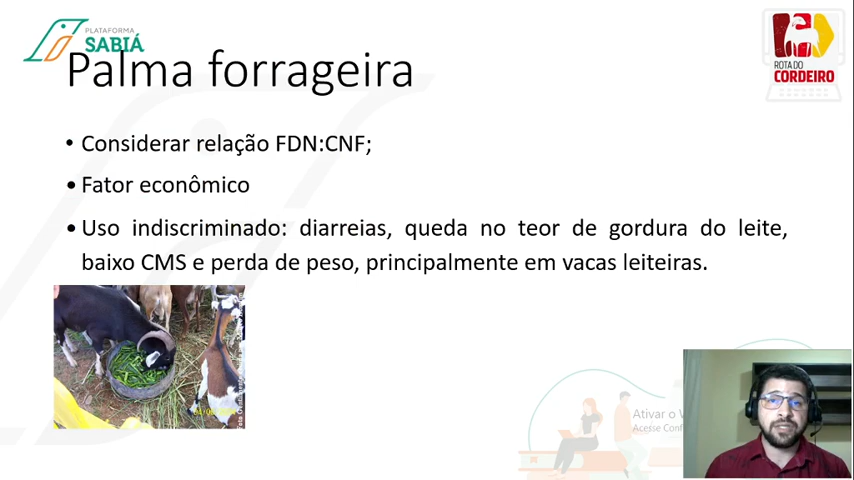 PLATAFORMA
SABIÁ
ROTA DO
CORDEIRO
Palma forrageira
• Considerar relação FDN:CNF;
• Fator econômico
• Uso indiscriminado: diarreias, queda no teor de gordura do leite,
baixo CMS e perda de peso, principalmente em vacas leiteiras.
Ativar o
Acesse